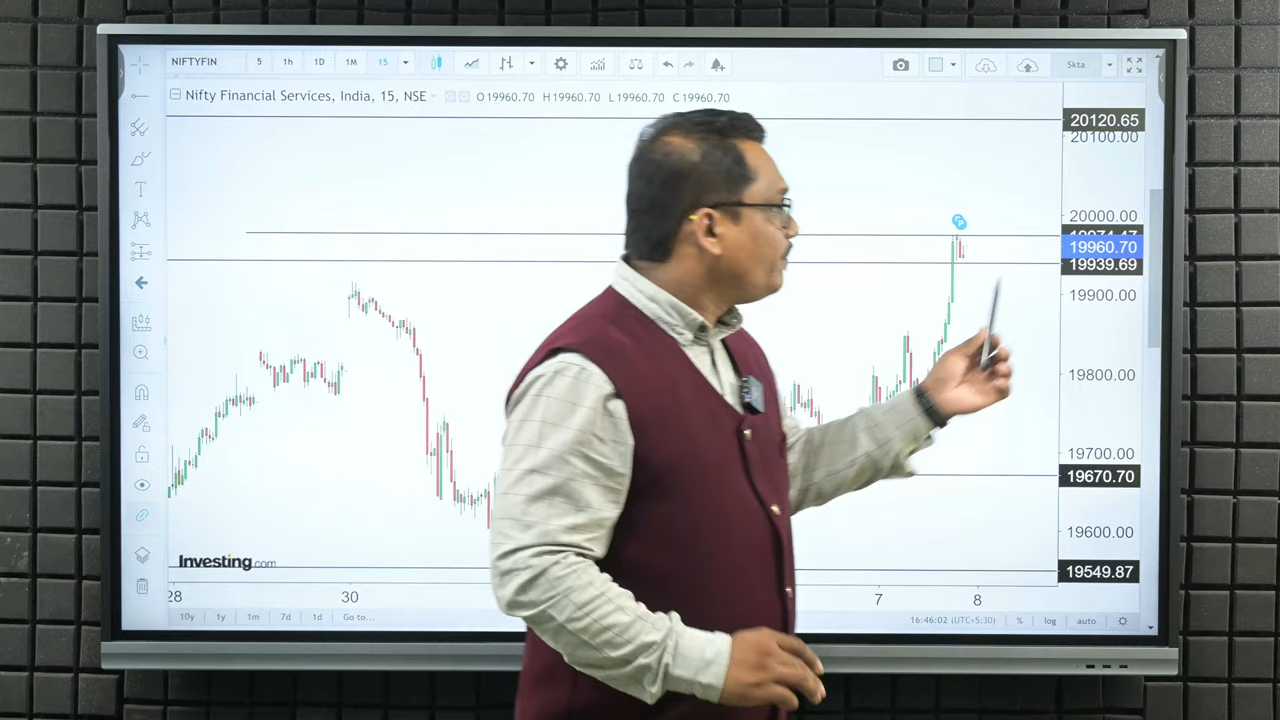 NIFTYFIN 5 1h 1D 1M 15 Skta
Nifty Financial Services, India, 15, NSE O19960.70 H19960.70 L19960.70 C19960.70
20120.65
20100.00
20000.00
19960.70
19939.69
19900.00
19800.00
19700.00
19670.70
19600.00
19549.87
Investing.com
28 30 7 8
10y 1y 1m 7d 1d Go to... 16:46:02 (UTC+5:30) % log auto